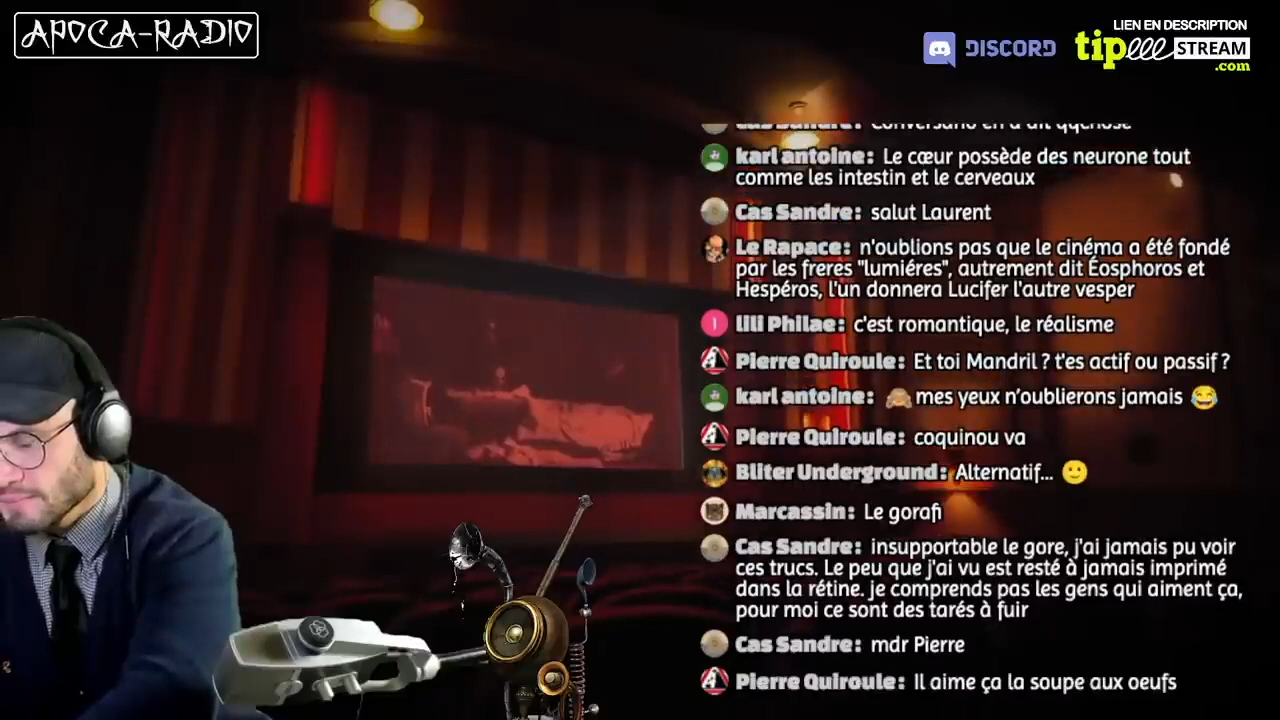 APOCA-RADIO
LIEN EN DESCRIPTION
DISCORD
tipeee STREAM
.com
Cas Sandre: Conversano en a dit qqchose
karl antoine: Le cœur possède des neurone tout
comme les intestin et le cerveaux
Cas Sandre: salut Laurent
Le Rapace: n'oublions pas que le cinéma a été fondé
par les freres "lumiéres", autrement dit Éosphoros et
Hespéros, l'un donnera Lucifer l'autre vesper
lili Philae: c'est romantique, le réalisme
Pierre Quiroule: Et toi Mandril ? t'es actif ou passif ?
karl antoine: 🙈 mes yeux n'oublierons jamais 😂
Pierre Quiroule: coquinou va
Bliter Underground: Alternatif... 🙂
Marcassin: Le gorafi
Cas Sandre: insupportable le gore, j'ai jamais pu voir
ces trucs. Le peu que j'ai vu est resté à jamais imprimé
dans la rétine. je comprends pas les gens qui aiment ça,
pour moi ce sont des tarés à fuir
Cas Sandre: mdr Pierre
Pierre Quiroule: Il aime ça la soupe aux oeufs